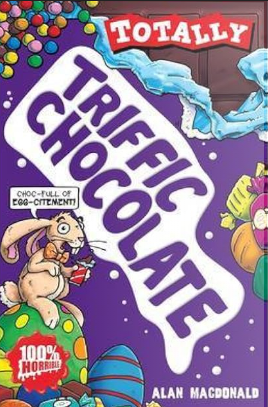 TOTALLY
TRIFFIC
CHOCOLATE
CHOC-FULL OF
EGG-CITEMENT!
100%
HORRIBLE
ALAN MACDONALD